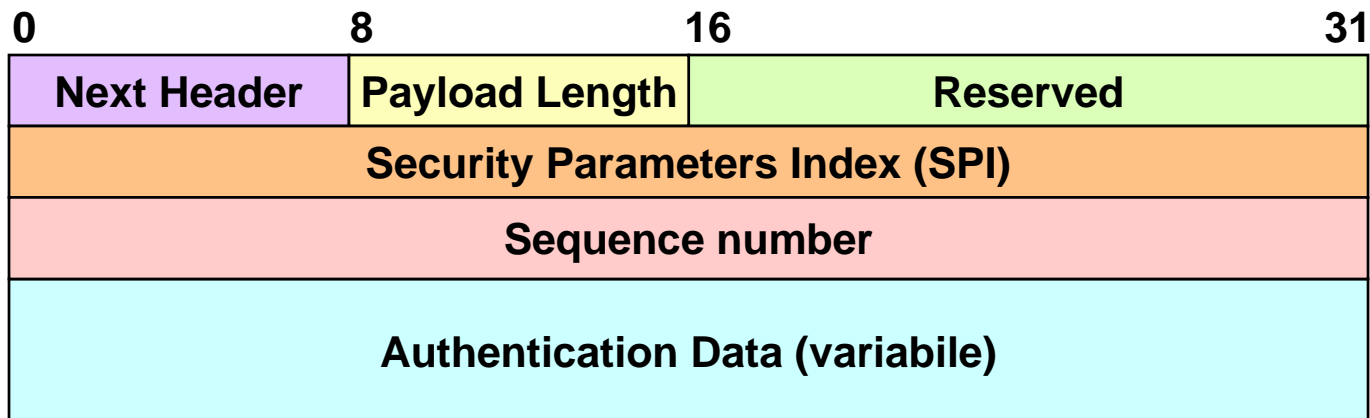 0 8 16 31
Next Header Payload Length Reserved
Security Parameters Index (SPI)
Sequence number
Authentication Data (variabile)